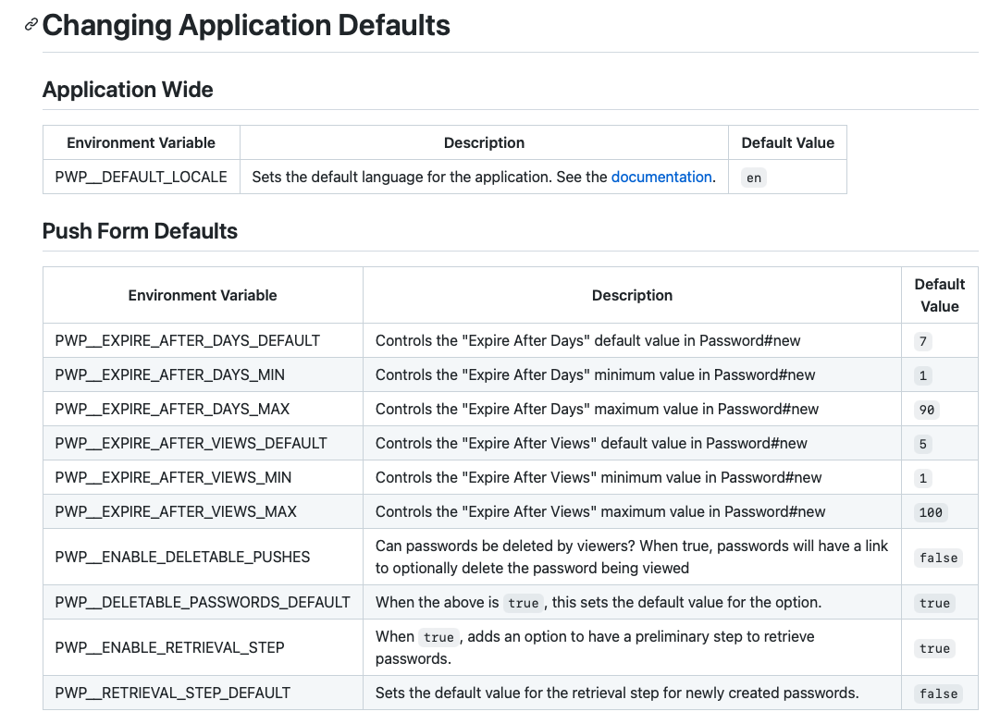 Changing Application Defaults
Application Wide
Environment Variable Description Default Value
PWP__DEFAULT_LOCALE Sets the default language for the application. See the documentation. en
Push Form Defaults
Environment Variable Description Default Value
PWP__EXPIRE_AFTER_DAYS_DEFAULT Controls the "Expire After Days" default value in Password#new 7
PWP__EXPIRE_AFTER_DAYS_MIN Controls the "Expire After Days" minimum value in Password#new 1
PWP__EXPIRE_AFTER_DAYS_MAX Controls the "Expire After Days" maximum value in Password#new 90
PWP__EXPIRE_AFTER_VIEWS_DEFAULT Controls the "Expire After Views" default value in Password#new 5
PWP__EXPIRE_AFTER_VIEWS_MIN Controls the "Expire After Views" minimum value in Password#new 1
PWP__EXPIRE_AFTER_VIEWS_MAX Controls the "Expire After Views" maximum value in Password#new 100
PWP__ENABLE_DELETABLE_PUSHES Can passwords be deleted by viewers? When true, passwords will have a link
to optionally delete the password being viewed false
PWP__DELETABLE_PASSWORDS_DEFAULT When the above is true, this sets the default value for the option. true
PWP__ENABLE_RETRIEVAL_STEP When true, adds an option to have a preliminary step to retrieve
passwords. true
PWP__RETRIEVAL_STEP_DEFAULT Sets the default value for the retrieval step for newly created passwords. false